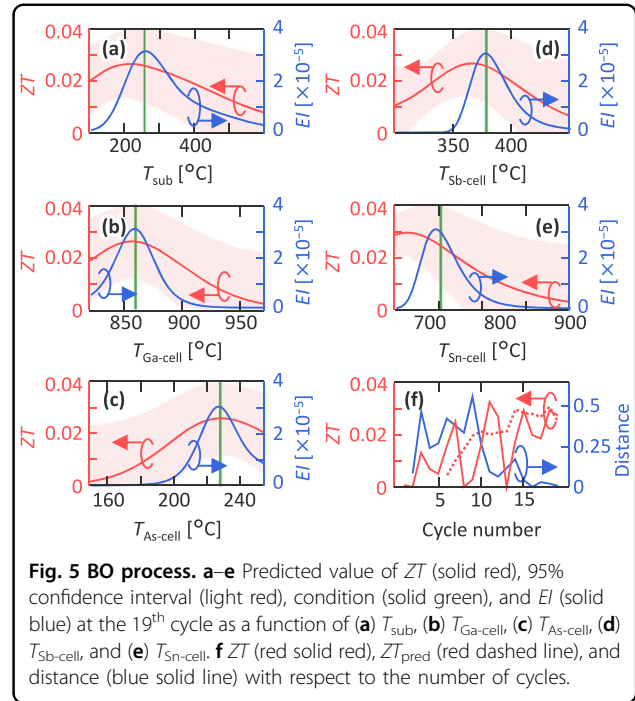 0.04
0.02
0
ZT
(a)
4
2
0
EI [×10⁻⁵]
200
400
T_sub [°C]
0.04
0.02
0
ZT
(d)
4
2
0
EI [×10⁻⁵]
350
400
T_Sb-cell [°C]
0.04
0.02
0
ZT
(b)
4
2
0
EI [×10⁻⁵]
850
900
950
T_Ga-cell [°C]
0.04
0.02
0
ZT
(e)
4
2
0
EI [×10⁻⁵]
700
800
900
T_Sn-cell [°C]
0.04
0.02
0
ZT
(c)
4
2
0
EI [×10⁻⁵]
160
200
240
T_As-cell [°C]
0.04
0.02
0
ZT
(f)
0.5
0.25
0
Distance
5
10
15
Cycle number
Fig. 5 BO process. a–e Predicted value of ZT (solid red), 95%
confidence interval (light red), condition (solid green), and EI (solid
blue) at the 19th cycle as a function of (a) T_sub, (b) T_Ga-cell, (c) T_As-cell, (d)
T_Sb-cell, and (e) T_Sn-cell. f ZT (red solid red), ZT_pred (red dashed line), and
distance (blue solid line) with respect to the number of cycles.